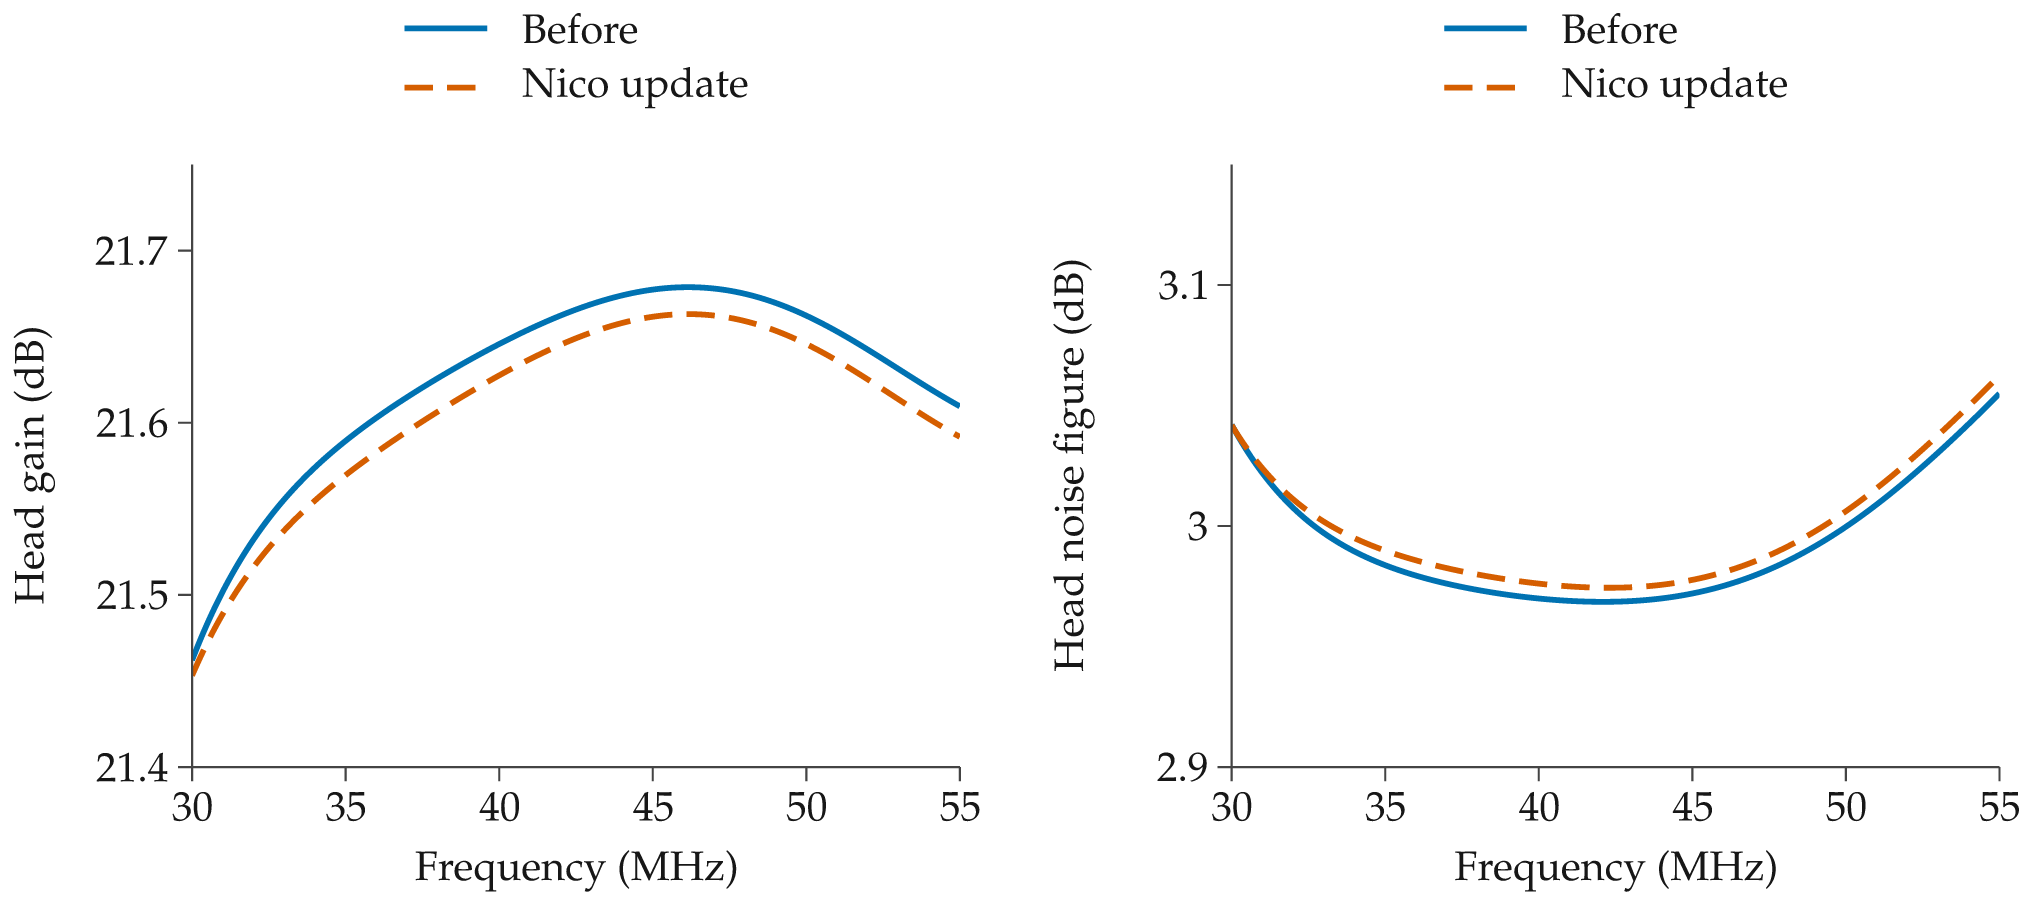 Before
Nico update
Head gain (dB)
21.7
21.6
21.5
21.4
30 35 40 45 50 55
Frequency (MHz)
Before
Nico update
Head noise figure (dB)
3.1
3
2.9
30 35 40 45 50 55
Frequency (MHz)